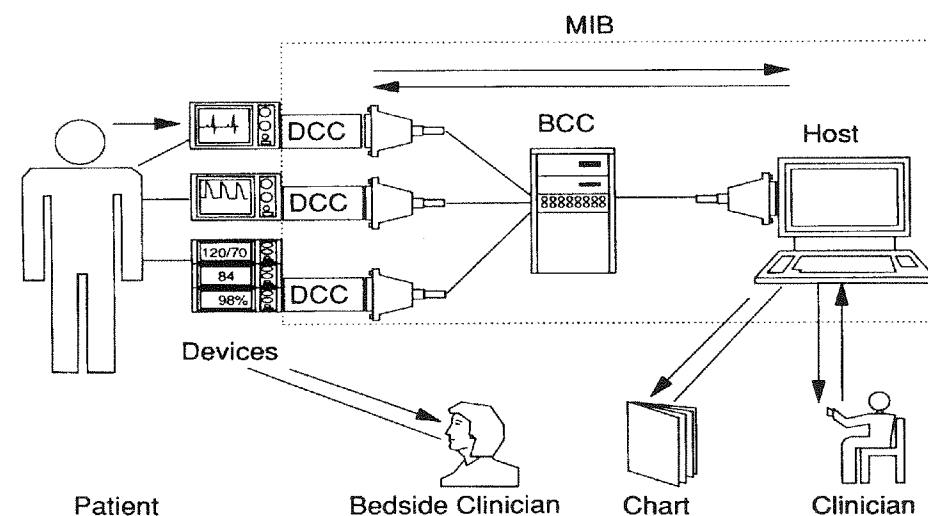 MIB
BCC
Host
DCC
DCC
120/70
84
98%
DCC
Devices
Patient
Bedside Clinician
Chart
Clinician